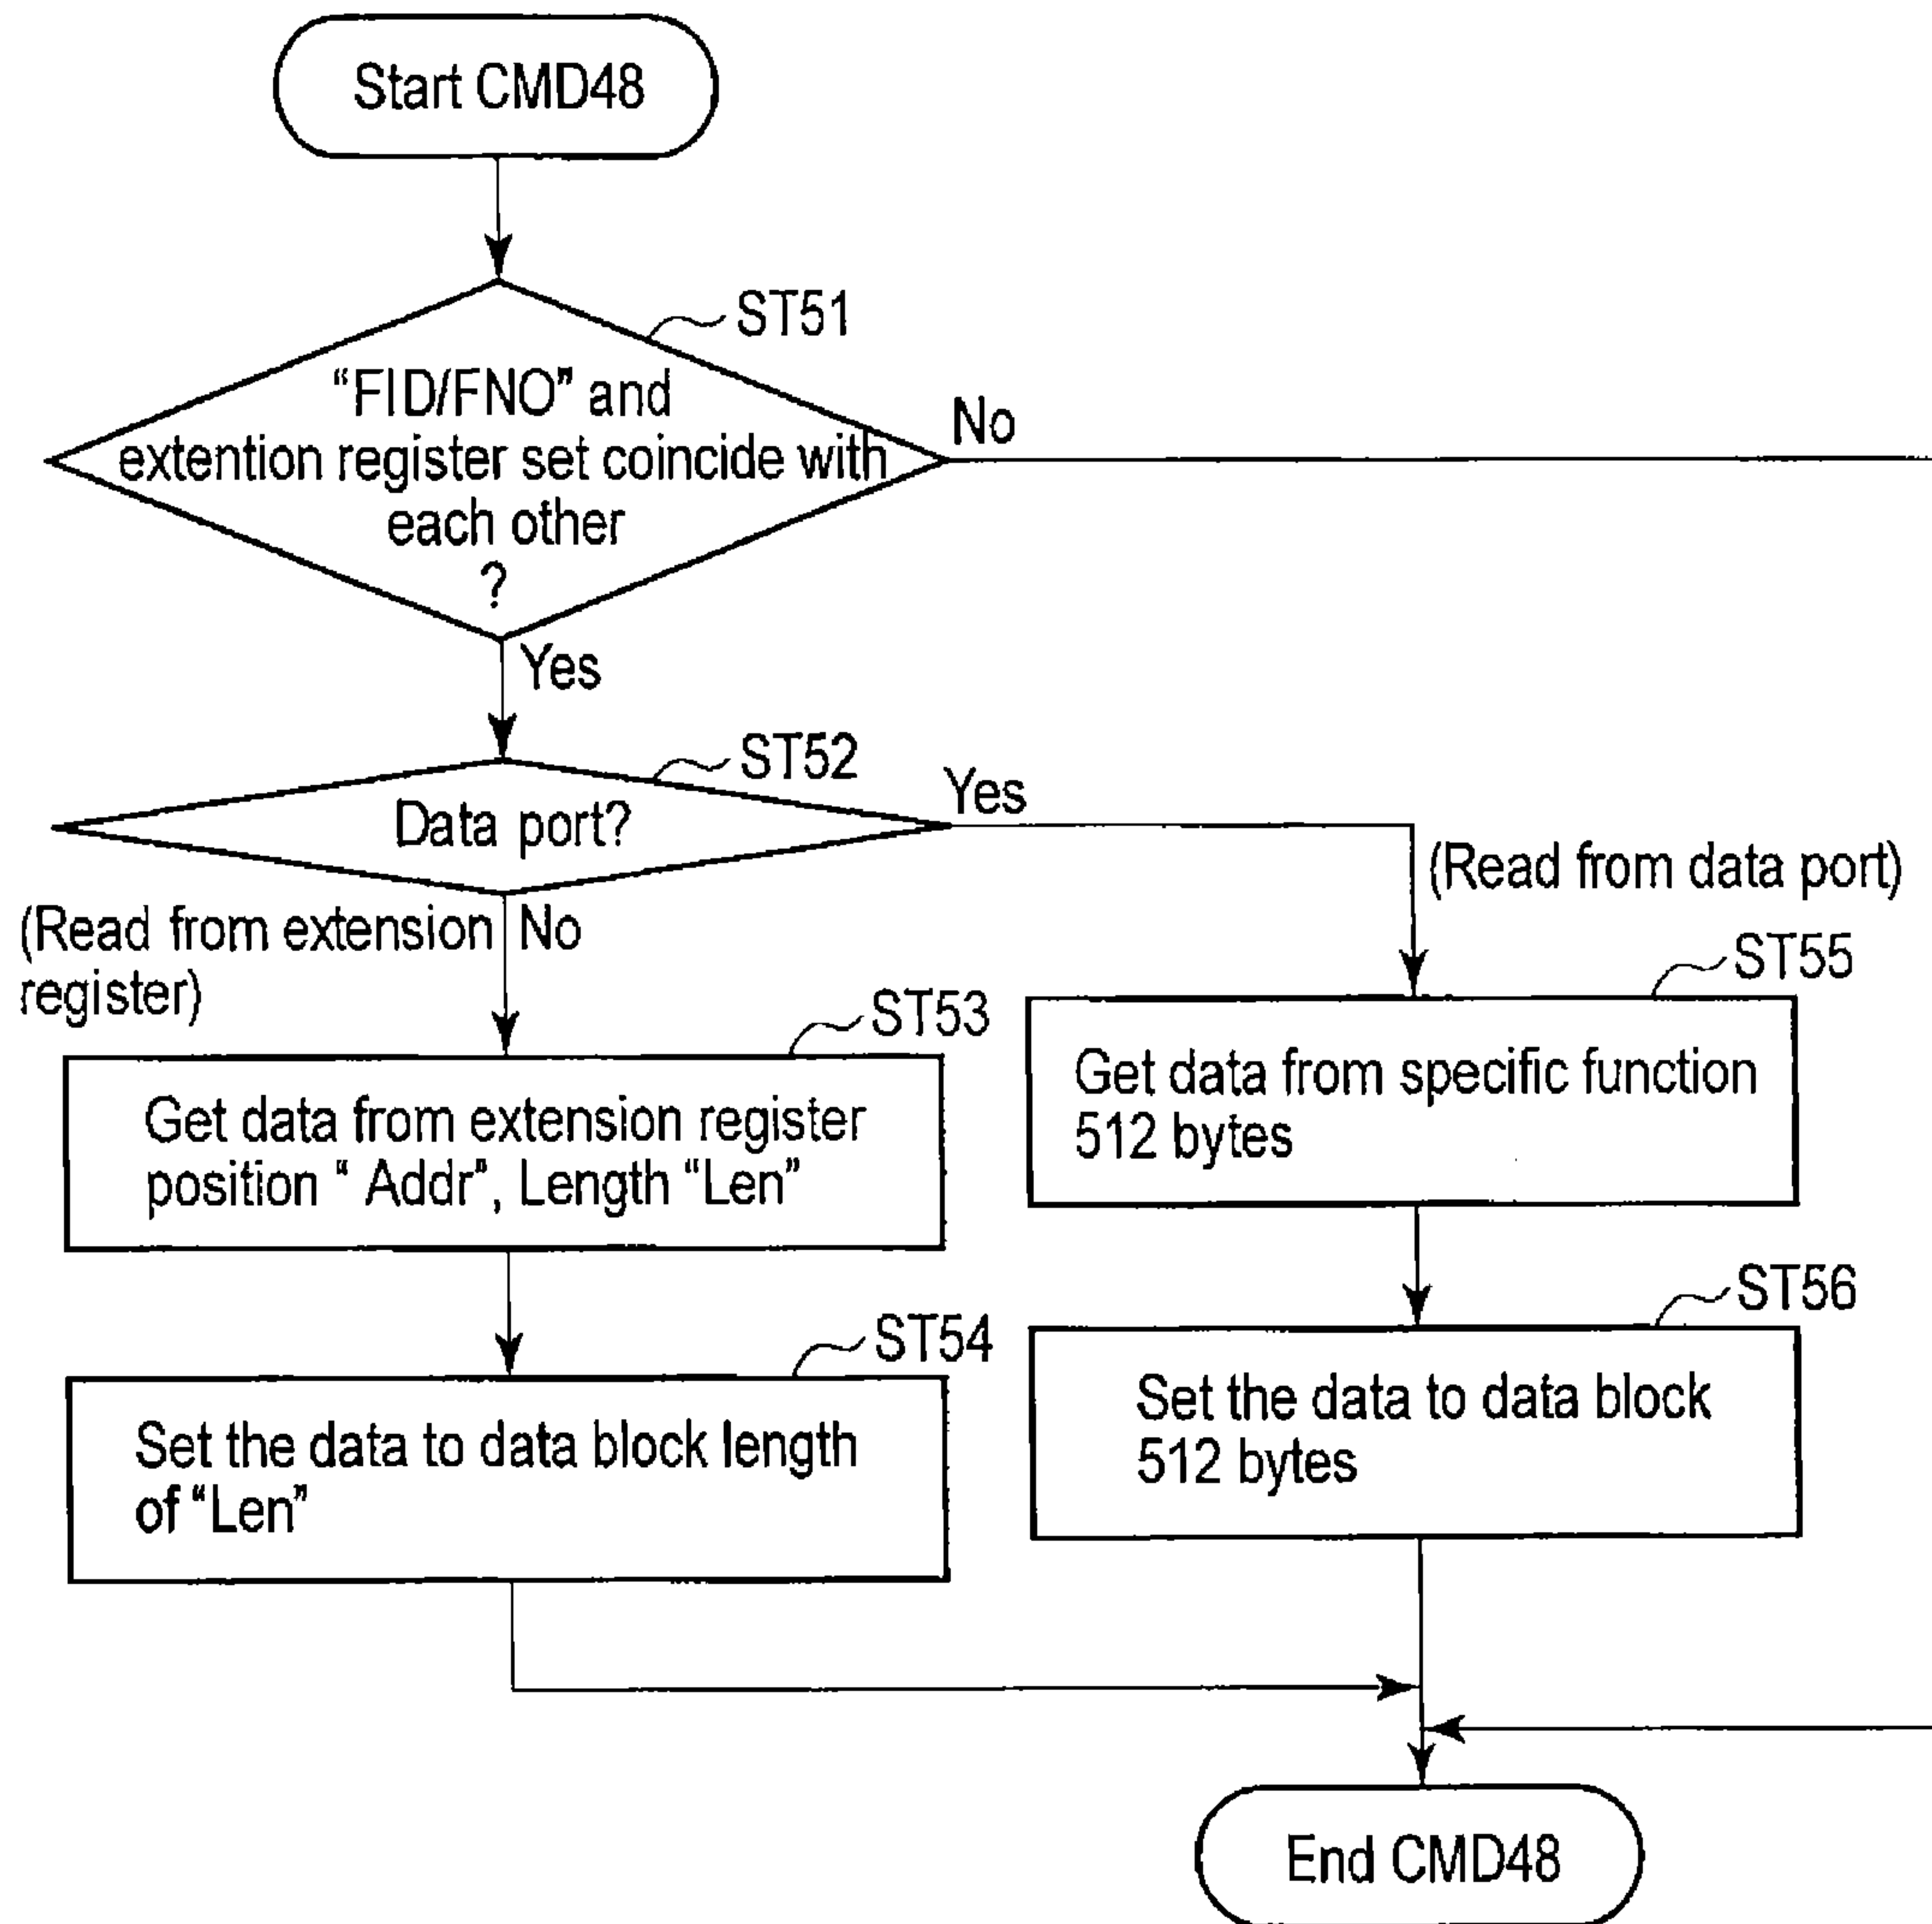 Start CMD48
ST51
“FID/FNO” and
extention register set coincide with
each other
?
No
Yes
ST52
Data port?
Yes
(Read from data port)
(Read from extension
register)
No
ST53
Get data from extension register
position “ Addr”, Length “Len”
ST55
Get data from specific function
512 bytes
ST54
Set the data to data block length
of “Len”
ST56
Set the data to data block
512 bytes
End CMD48